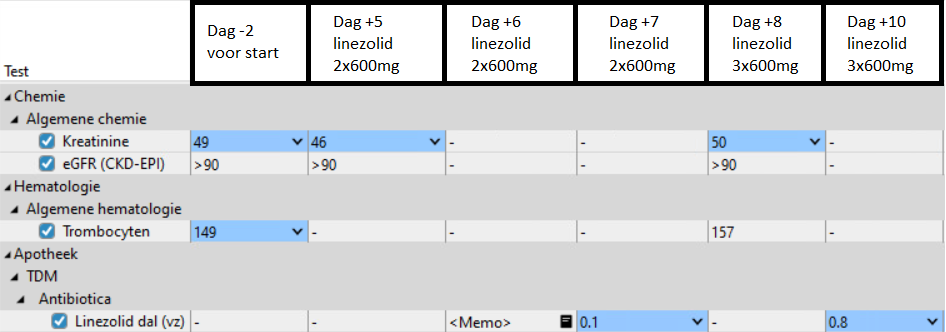 Test Dag -2 voor start Dag +5 linezolid 2x600mg Dag +6 linezolid 2x600mg Dag +7 linezolid 2x600mg Dag +8 linezolid 3x600mg Dag +10 linezolid 3x600mg
Chemie
Algemene chemie
Kreatinine 49 46 - - 50 -
eGFR (CKD-EPI) >90 >90 - - >90 -
Hematologie
Algemene hematologie
Trombocyten 149 - - - 157 -
Apotheek
TDM
Antibiotica
Linezolid dal (vz) - - <Memo> 0.1 - 0.8